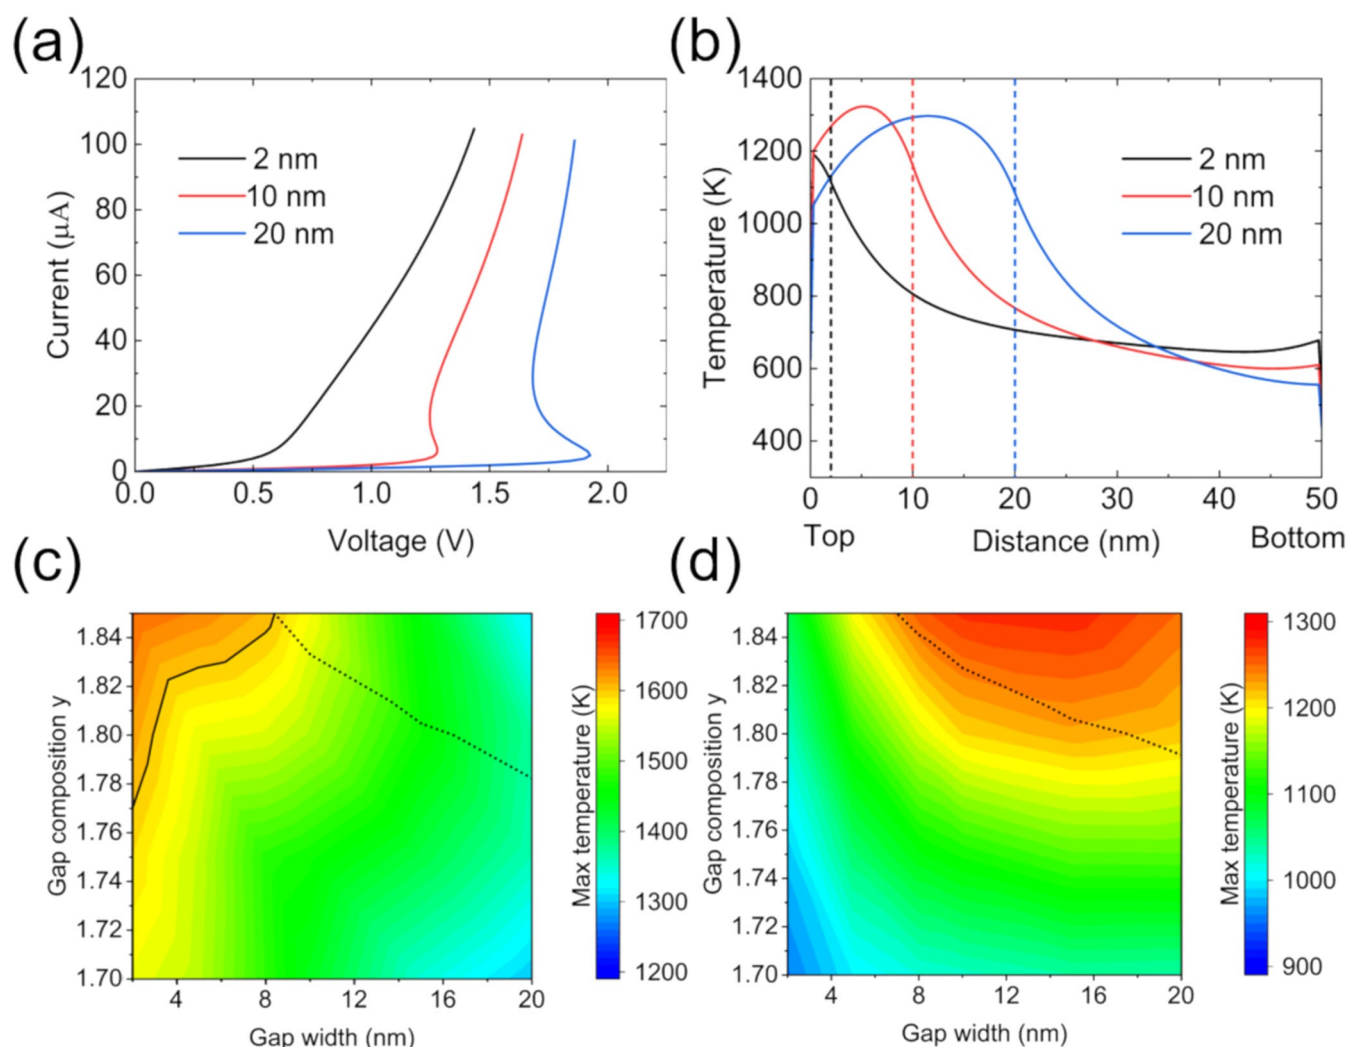 (a)
120
100
80
60
40
20
0
Current (μA)
2 nm
10 nm
20 nm
0.0 0.5 1.0 1.5 2.0
Voltage (V)
(b)
1400
1200
1000
800
600
400
Temperature (K)
2 nm
10 nm
20 nm
0 10 20 30 40 50
Top Distance (nm) Bottom
(c)
1.84
1.82
1.80
1.78
1.76
1.74
1.72
1.70
Gap composition y
4 8 12 16 20
Gap width (nm)
Max temperature (K)
1700
1600
1500
1400
1300
1200
(d)
1.84
1.82
1.80
1.78
1.76
1.74
1.72
1.70
Gap composition y
4 8 12 16 20
Gap width (nm)
Max temperature (K)
1300
1200
1100
1000
900